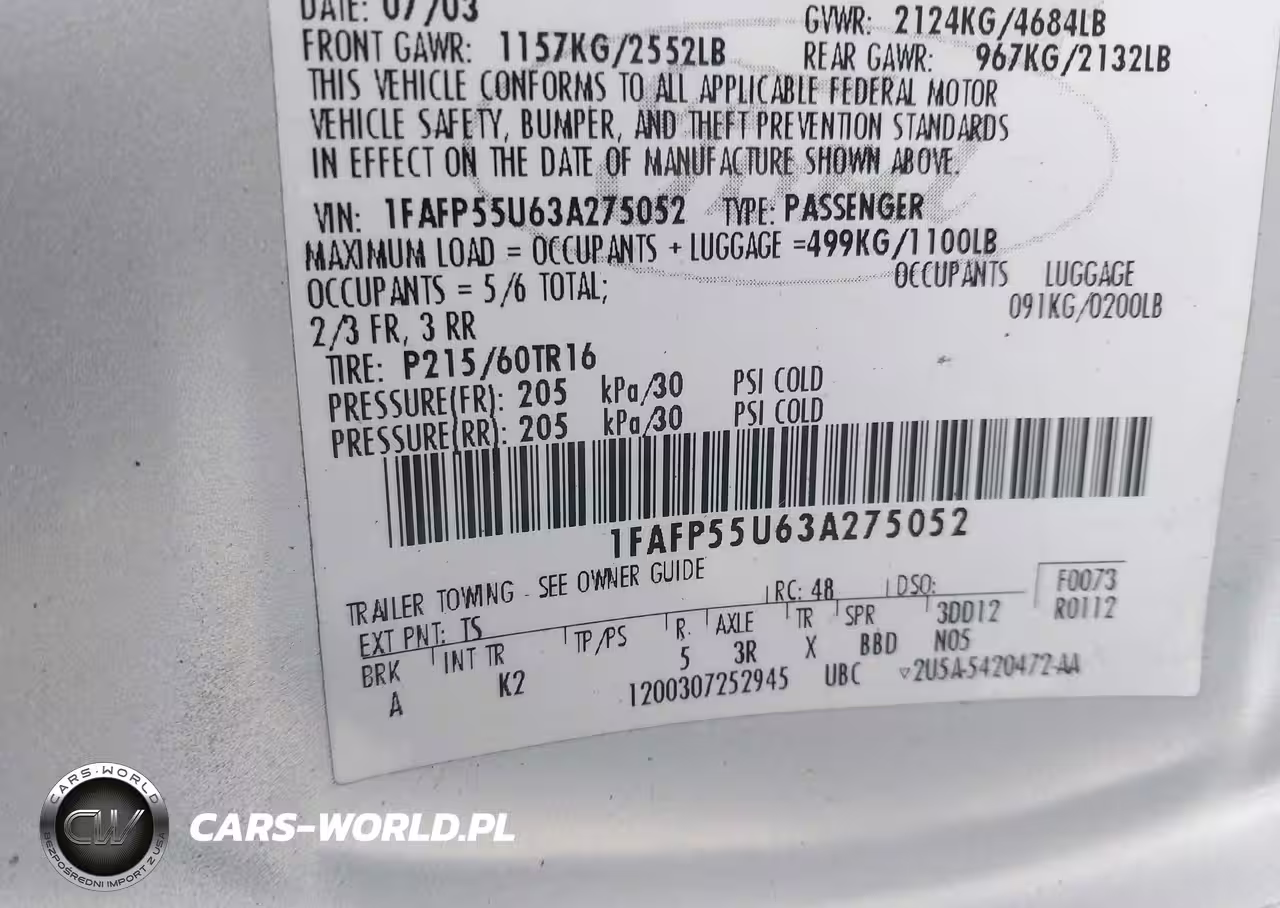 DATE: 07/03
GVWR: 2124KG/4684LB
FRONT GAWR: 1157KG/2552LB
REAR GAWR: 967KG/2132LB
THIS VEHICLE CONFORMS TO ALL APPLICABLE FEDERAL MOTOR
VEHICLE SAFETY, BUMPER, AND THEFT PREVENTION STANDARDS
IN EFFECT ON THE DATE OF MANUFACTURE SHOWN ABOVE.
VIN: 1FAFP55U63A275052 TYPE: PASSENGER
MAXIMUM LOAD = OCCUPANTS + LUGGAGE =499KG/1100LB
OCCUPANTS LUGGAGE
OCCUPANTS = 5/6 TOTAL;
091KG/0200LB
2/3 FR, 3 RR
TIRE: P215/60TR16
PRESSURE(FR): 205 kPa/30 PSI COLD
PRESSURE(RR): 205 kPa/30 PSI COLD
1FAFP55U63A275052
TRAILER TOWING - SEE OWNER GUIDE
EXT PNT: TS RC: 48 DSO: F0073
R0112
BRK INT TR TP/PS R. AXLE TR SPR 3DD12
A K2 5 3R X BBD N05
1200307252945 UBC ▽2U5A-5420472-AA
CARS-WORLD
CW
BEZPOŚREDNI IMPORT Z USA
CARS-WORLD.PL